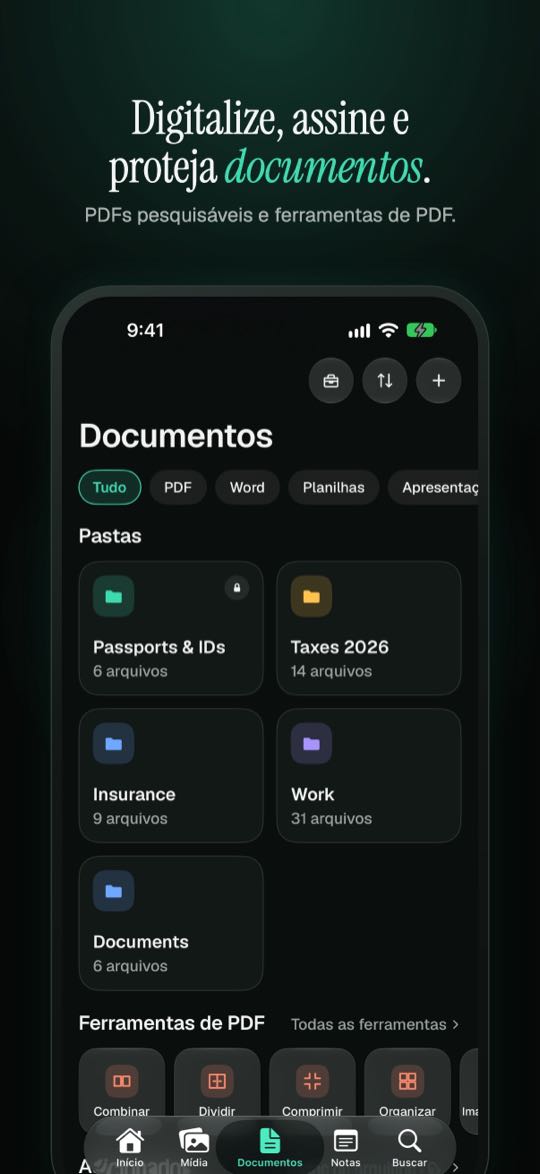 Digitalize, assine e
proteja documentos.
PDFs pesquisáveis e ferramentas de PDF.
9:41
Documentos
Tudo
PDF
Word
Planilhas
Apresentaç
Pastas
Passports & IDs
6 arquivos
Taxes 2026
14 arquivos
Insurance
9 arquivos
Work
31 arquivos
Documents
6 arquivos
Ferramentas de PDF
Todas as ferramentas >
Combinar
Dividir
Comprimir
Organizar
Ima
Início
Mídia
Documentos
Notas
Buscar